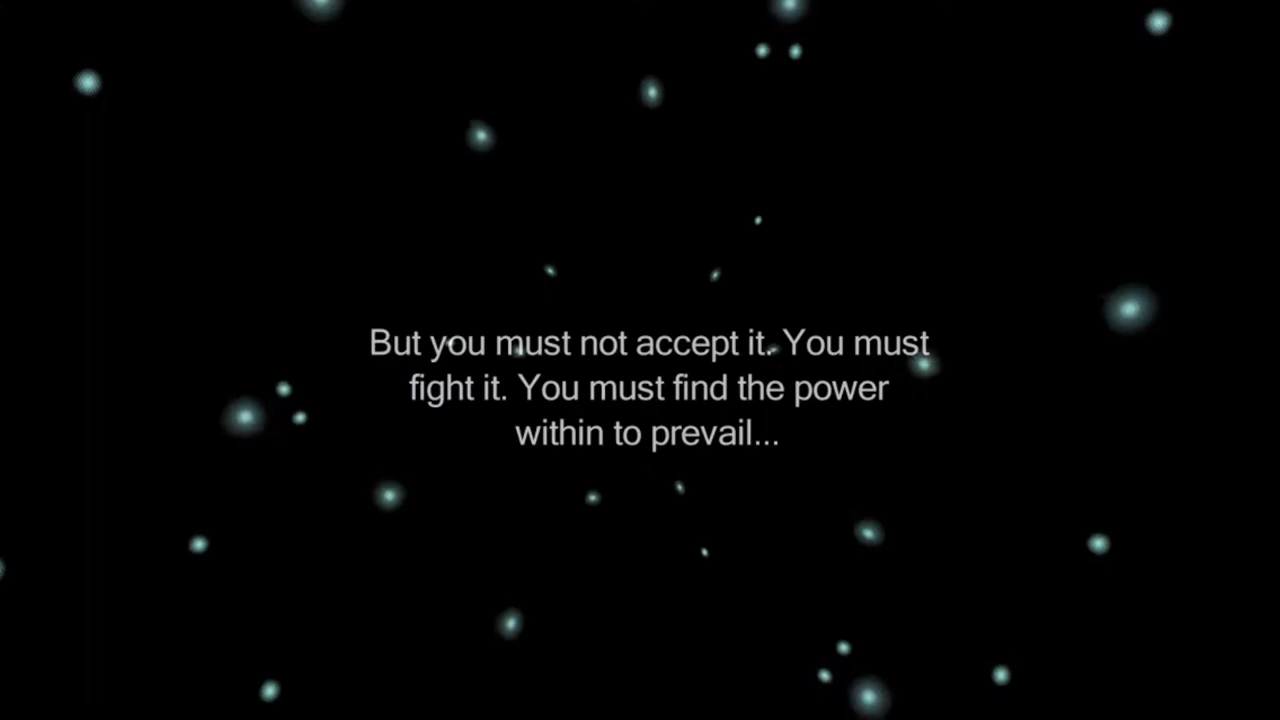 But you must not accept it. You must
fight it. You must find the power
within to prevail...